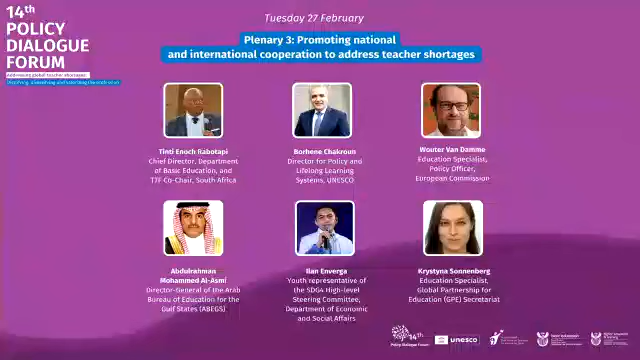 14th
POLICY
DIALOGUE
FORUM
Addressing global teacher shortages:
Tuesday 27 February
Plenary 3: Promoting national
and international cooperation to address teacher shortages
Tinti Enoch Rabotapi
Chief Director, Department
of Basic Education, and
TTF Co-Chair, South Africa
Borhene Chakroun
Director for Policy and
Lifelong Learning
Systems, UNESCO
Wouter Van Damme
Education Specialist,
Policy Officer,
European Commission
Abdulrahman
Mohammed Al-Asmi
Director-General of the Arab
Bureau of Education for the
Gulf States (ABEGS)
Ilan Enverga
Youth representative of
the SDG4 High-level
Steering Committee,
Department of Economic
and Social Affairs
Krystyna Sonnenberg
Education Specialist,
Global Partnership for
Education (GPE) Secretariat
14th
Policy Dialogue Forum
unesco